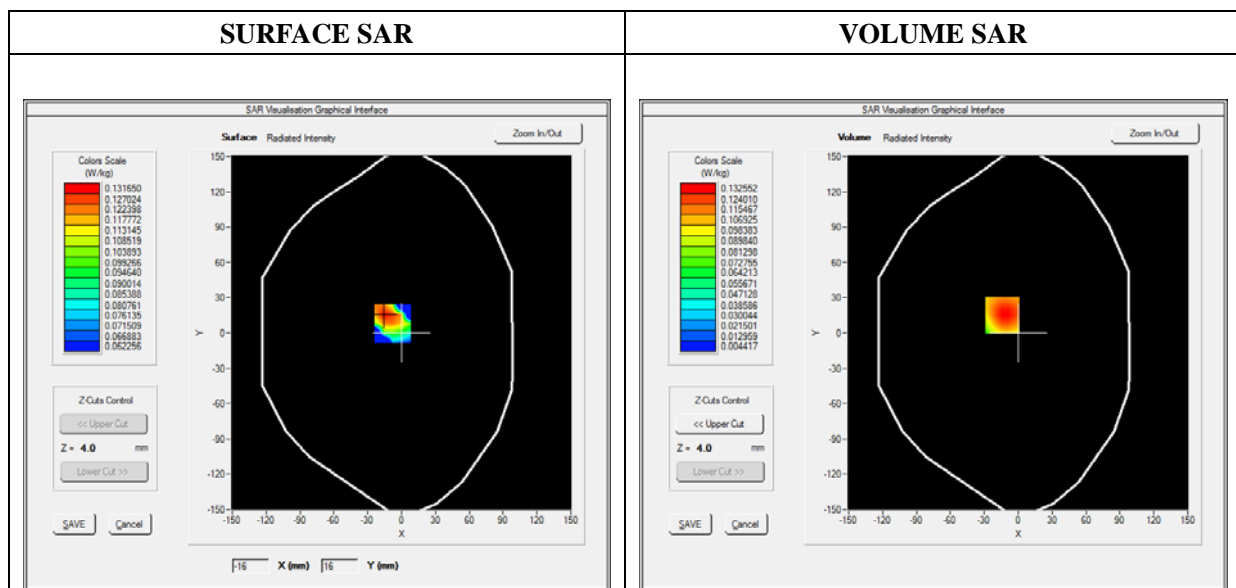 SURFACE SAR
SAR Visualisation Graphical Interface
Surface Radiated Intensity
Zoom In/Out
Colors Scale
(W/kg)
0.131650
0.127024
0.122398
0.117772
0.113145
0.108519
0.103893
0.099266
0.094640
0.090014
0.085388
0.080761
0.076135
0.071509
0.066883
0.062256
Z-Cuts Control
<< Upper Cut
Z = 4.0 mm
Lower Cut >>
SAVE Cancel
150
120
90
60
30
0
-30
-60
-90
-120
-150
Y
-150 -120 -90 -60 -30 0 30 60 90 120 150
X
-16 X (mm) 16 Y (mm)
VOLUME SAR
SAR Visualisation Graphical Interface
Volume Radiated Intensity
Zoom In/Out
Colors Scale
(W/kg)
0.132552
0.124010
0.115467
0.106925
0.098383
0.089840
0.081298
0.072755
0.064213
0.055671
0.047128
0.038586
0.030044
0.021501
0.012959
0.004417
Z-Cuts Control
<< Upper Cut
Z = 4.0 mm
Lower Cut >>
SAVE Cancel
150
120
90
60
30
0
-30
-60
-90
-120
-150
Y
-150 -120 -90 -60 -30 0 30 60 90 120 150
X